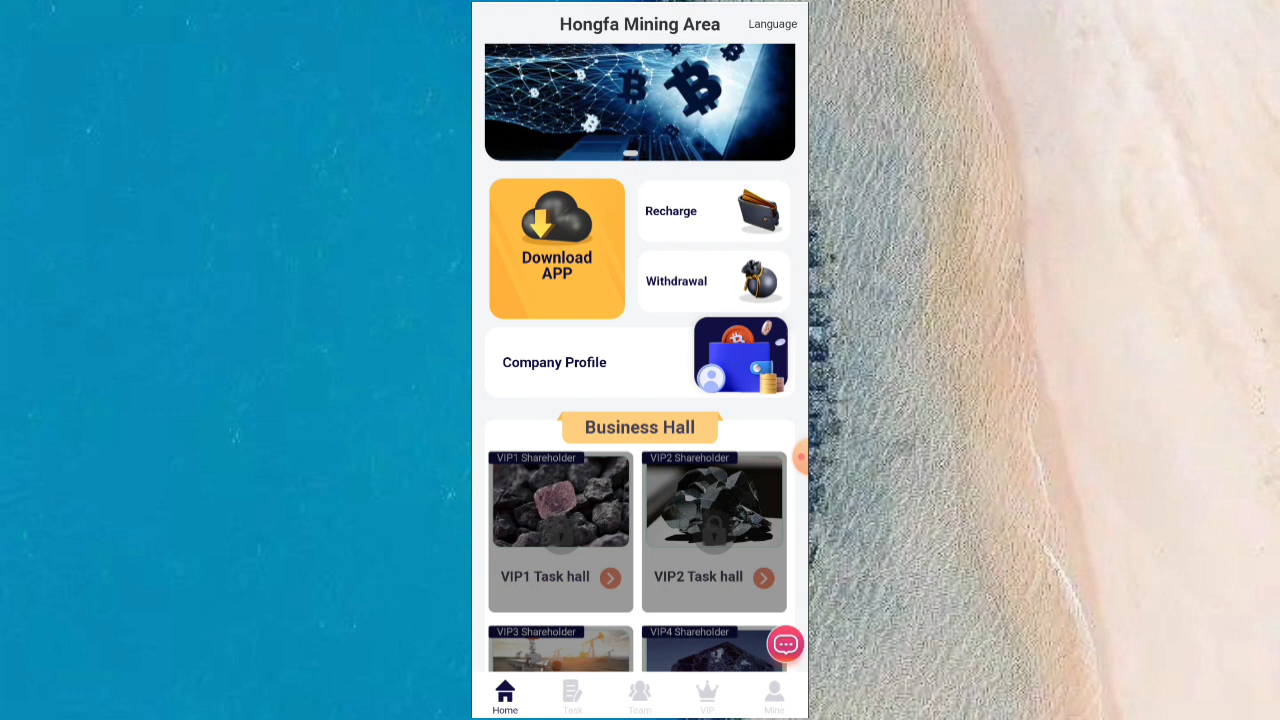 Hongfa Mining Area
Language
Download
APP
Recharge
Withdrawal
Company Profile
Business Hall
VIP1 Shareholder
VIP2 Shareholder
VIP1 Task hall
VIP2 Task hall
VIP3 Shareholder
VIP4 Shareholder
Home
Task
Team
VIP
Mine